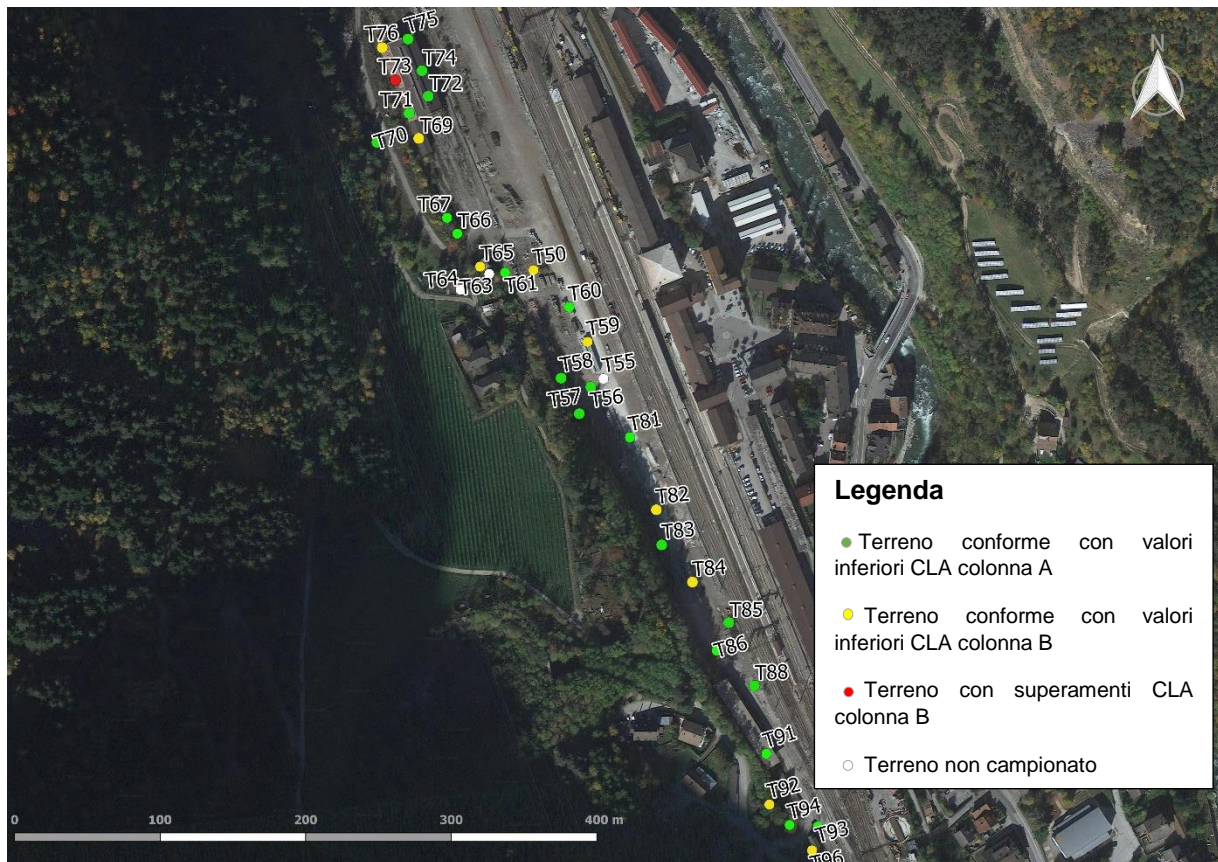 T75
T76
N
T74
T73
T72
T71
T69
T70
T67
T66
T65
T50
T64
T63
T61
T60
T59
T58
T55
T57
T56
T81
Legenda
T82
Terreno conforme con valori
inferiori CLA colonna A
T83
T84
Terreno conforme con valori
inferiori CLA colonna B
T85
T86
T88
Terreno con superamenti CLA
colonna B
T91
Terreno non campionato
T92
T94
T93
0 100 200 300 400 m
T96